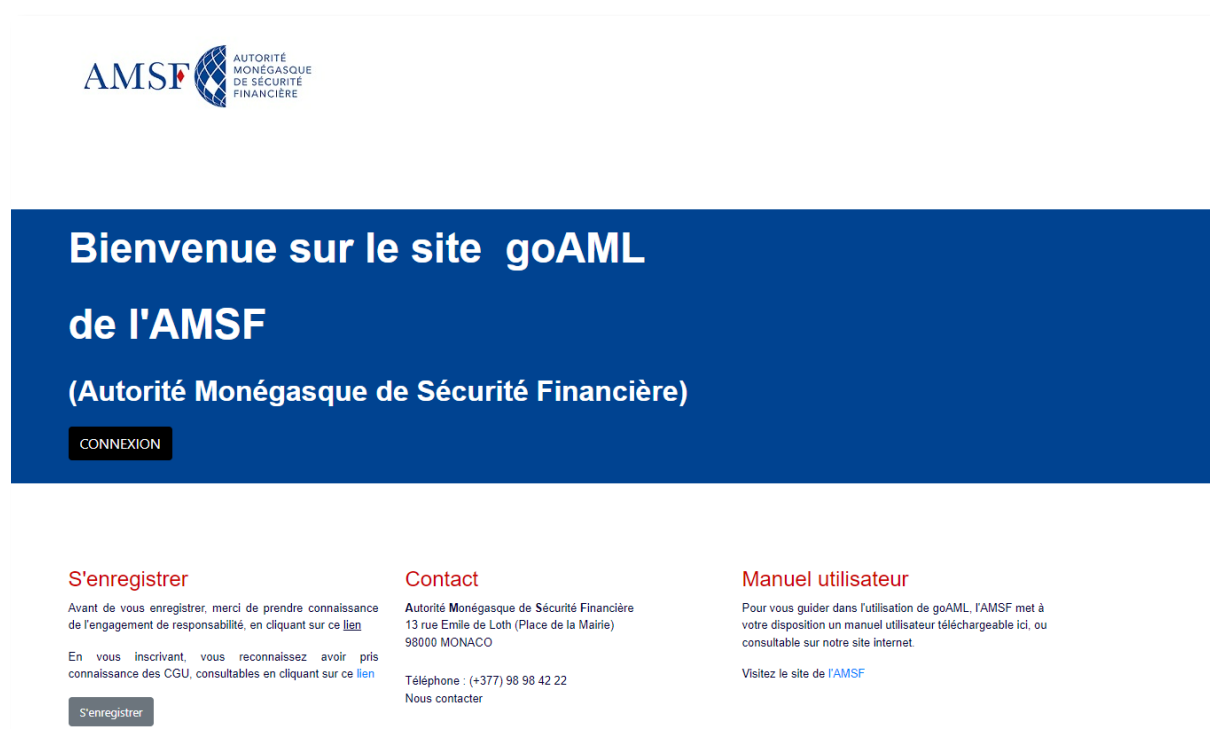 AMSF
AUTORITÉ
MONÉGASQUE
DE SÉCURITÉ
FINANCIÈRE
Bienvenue sur le site  goAML
de l'AMSF
(Autorité Monégasque de Sécurité Financière)
CONNEXION
S'enregistrer
Avant de vous enregistrer, merci de prendre connaissance
de l'engagement de responsabilité, en cliquant sur ce lien
En vous inscrivant, vous reconnaissez avoir pris
connaissance des CGU, consultables en cliquant sur ce lien
S'enregistrer
Contact
Autorité Monégasque de Sécurité Financière
13 rue Emile de Loth (Place de la Mairie)
98000 MONACO
Téléphone : (+377) 98 98 42 22
Nous contacter
Manuel utilisateur
Pour vous guider dans l'utilisation de goAML, l'AMSF met à
votre disposition un manuel utilisateur téléchargeable ici, ou
consultable sur notre site internet.
Visitez le site de l'AMSF